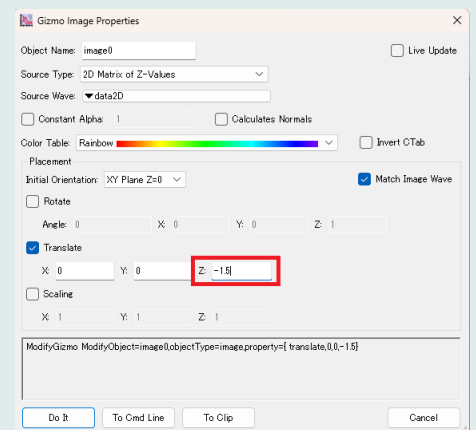 Gizmo Image Properties
Object Name: image0 Live Update
Source Type: 2D Matrix of Z-Values
Source Wave: ▼data2D
Constant Alpha: 1 Calculates Normals
Color Table: Rainbow Invert CTab
Placement
Initial Orientation: XY Plane Z=0 Match Image Wave
Rotate
Angle: 0 X: 0 Y: 0 Z: 1
Translate
X: 0 Y: 0 Z: -1.5
Scaling
X: 1 Y: 1 Z: 1
ModifyGizmo ModifyObject=image0,objectType=image,property={ translate,0,0,-1.5}
Do It To Cmd Line To Clip Cancel